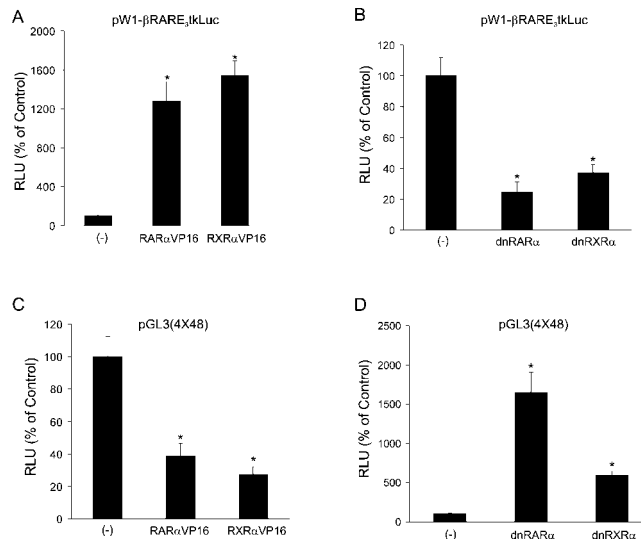 A
pW1-βRARE₃tkLuc
RLU (% of Control)
2000
1600
1200
800
400
0
*
*
(-)
RARαVP16
RXRαVP16
B
pW1-βRARE₃tkLuc
RLU (% of Control)
120
100
80
60
40
20
0
*
*
(-)
dnRARα
dnRXRα
C
pGL3(4X48)
RLU (% of Control)
120
100
80
60
40
20
0
*
*
(-)
RARαVP16
RXRαVP16
D
pGL3(4X48)
RLU (% of Control)
2500
2000
1500
1000
500
0
*
*
(-)
dnRARα
dnRXRα